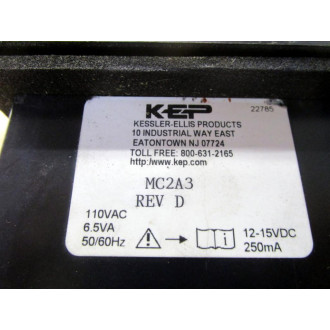 KEP
22785
KESSLER-ELLIS PRODUCTS
10 INDUSTRIAL WAY EAST
EATONTOWN NJ 07724
TOLL FREE: 800-631-2165
http:/www.kep.com
MC2A3
REV D
110VAC
6.5VA
50/60Hz
12-15VDC
250mA